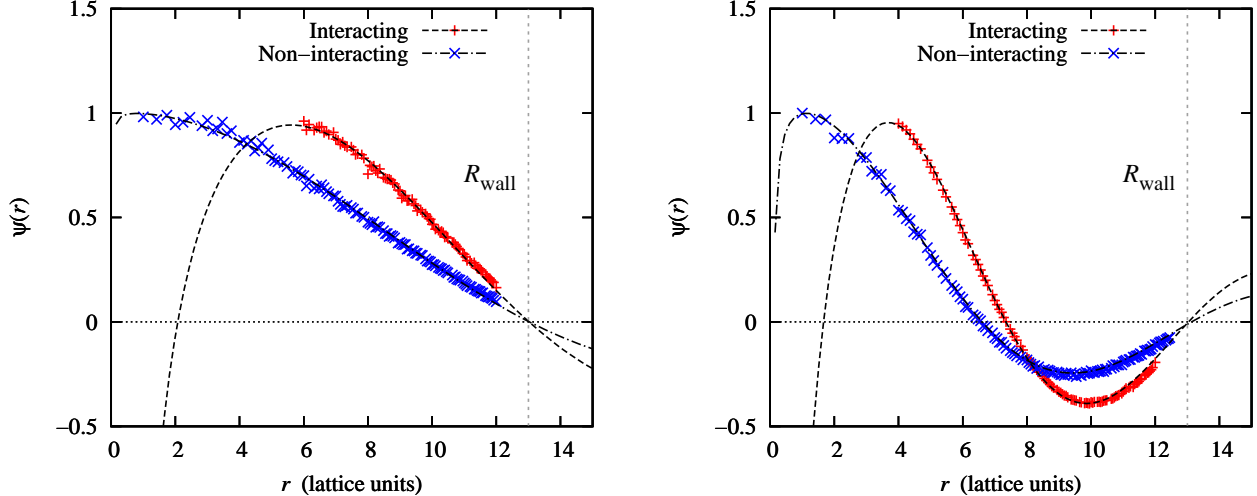 1.5
1
0.5
0
−0.5
ψ(r)
Interacting
Non−interacting
R wall
0 2 4 6 8 10 12 14
r (lattice units)
1.5
1
0.5
0
−0.5
ψ(r)
Interacting
Non−interacting
R wall
0 2 4 6 8 10 12 14
r (lattice units)